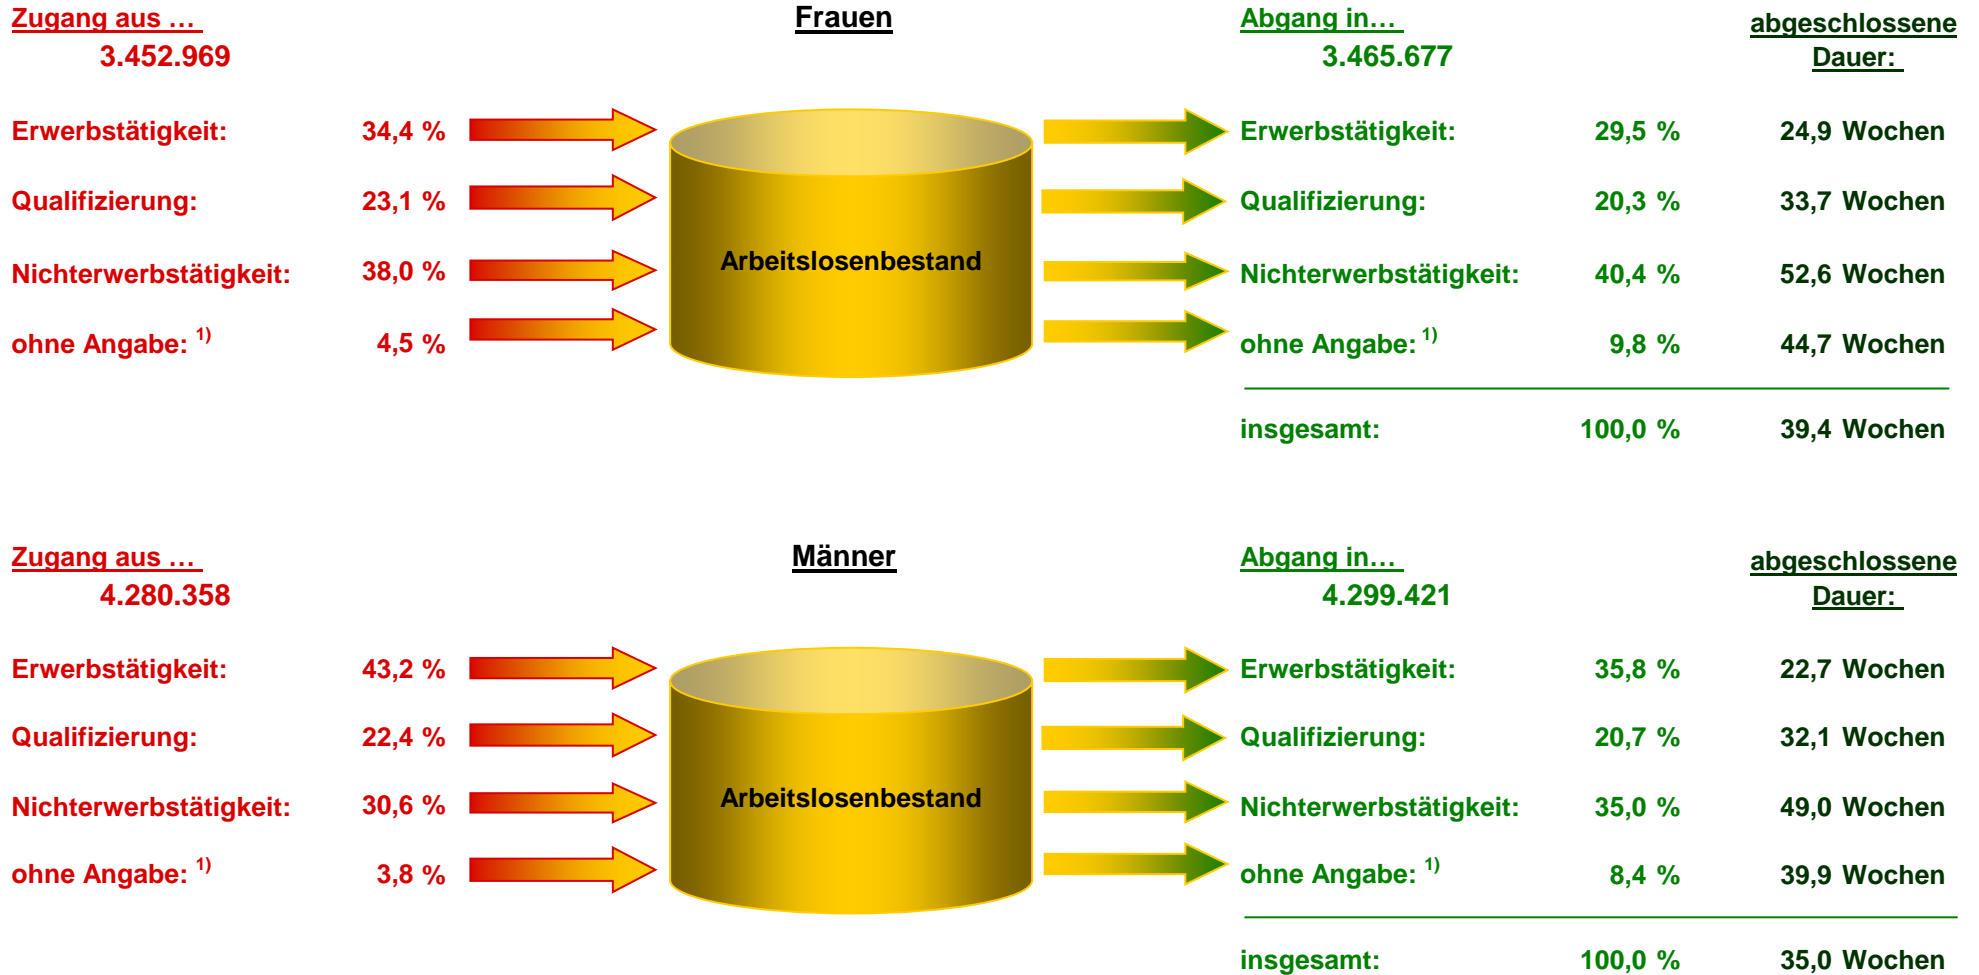 Zugang aus … Frauen Abgang in… abgeschlossene
3.452.969 3.465.677 Dauer:
Erwerbstätigkeit: 34,4 % Erwerbstätigkeit: 29,5 % 24,9 Wochen
Qualifizierung: 23,1 % Qualifizierung: 20,3 % 33,7 Wochen
Arbeitslosenbestand
Nichterwerbstätigkeit: 38,0 % Nichterwerbstätigkeit: 40,4 % 52,6 Wochen
ohne Angabe: 1) 4,5 % ohne Angabe: 1) 9,8 % 44,7 Wochen
insgesamt: 100,0 % 39,4 Wochen
Zugang aus … Männer Abgang in… abgeschlossene
4.280.358 4.299.421 Dauer:
Erwerbstätigkeit: 43,2 % Erwerbstätigkeit: 35,8 % 22,7 Wochen
Qualifizierung: 22,4 % Qualifizierung: 20,7 % 32,1 Wochen
Arbeitslosenbestand
Nichterwerbstätigkeit: 30,6 % Nichterwerbstätigkeit: 35,0 % 49,0 Wochen
ohne Angabe: 1) 3,8 % ohne Angabe: 1) 8,4 % 39,9 Wochen
insgesamt: 100,0 % 35,0 Wochen